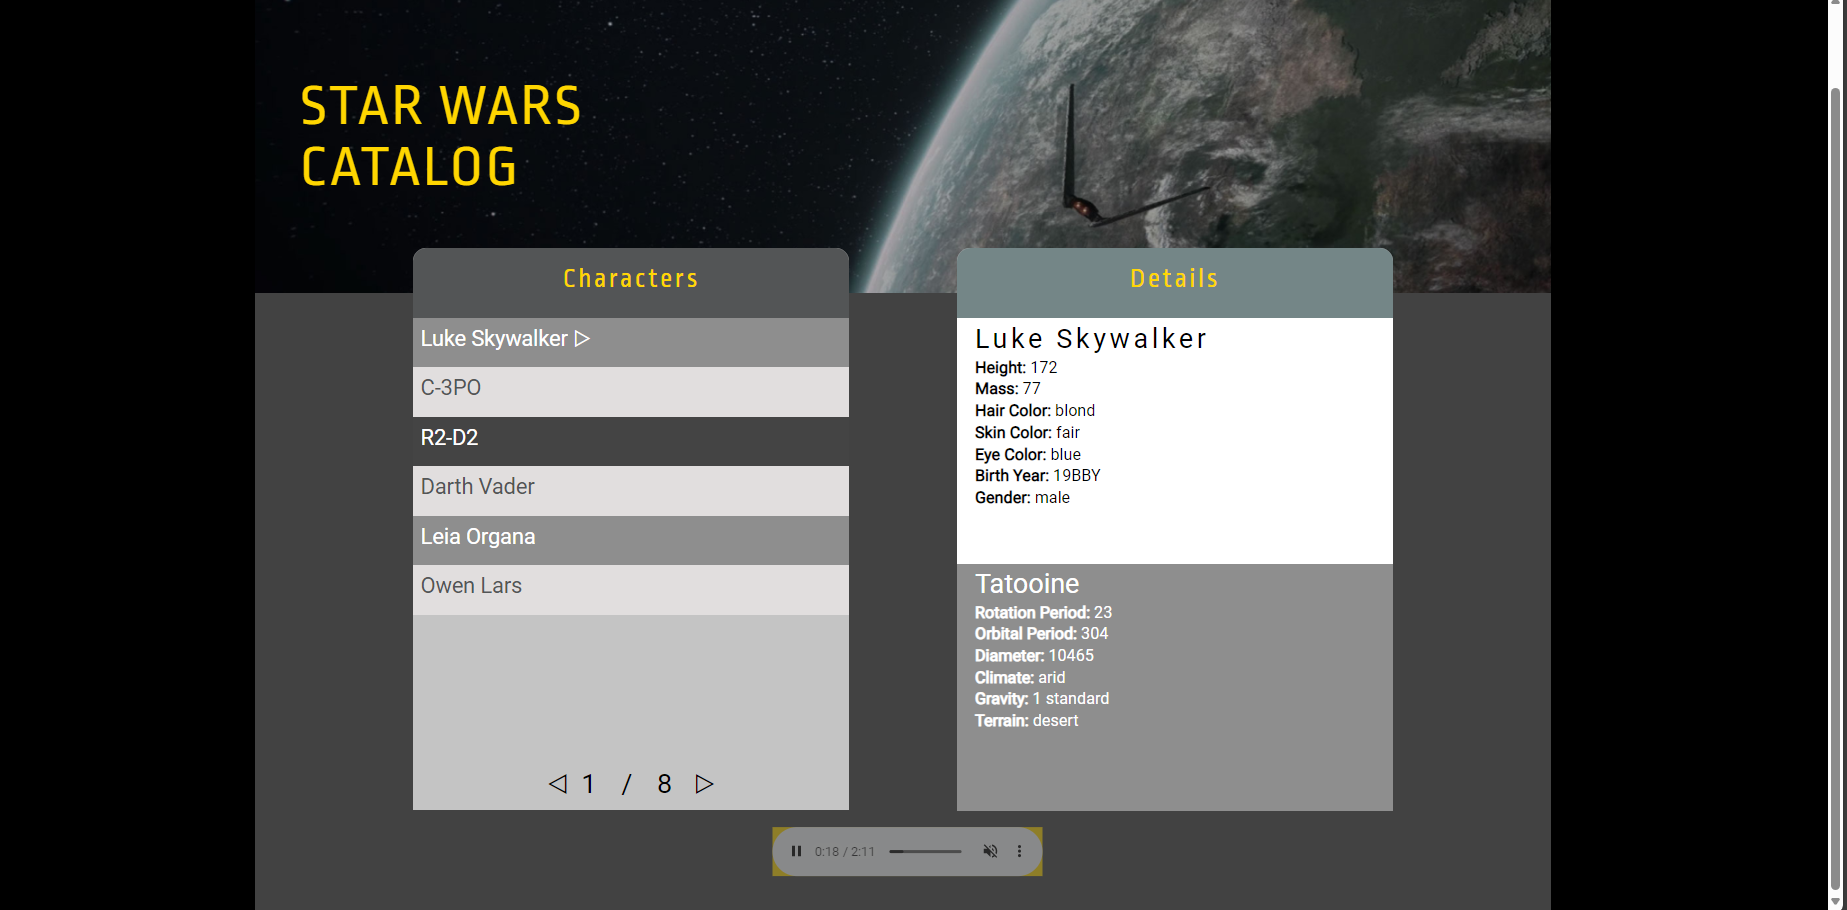 STAR WARS
CATALOG
Characters
Luke Skywalker ▷
C-3PO
R2-D2
Darth Vader
Leia Organa
Owen Lars
◁ 1 / 8 ▷
Details
Luke Skywalker
Height: 172
Mass: 77
Hair Color: blond
Skin Color: fair
Eye Color: blue
Birth Year: 19BBY
Gender: male
Tatooine
Rotation Period: 23
Orbital Period: 304
Diameter: 10465
Climate: arid
Gravity: 1 standard
Terrain: desert
0:18 / 2:11